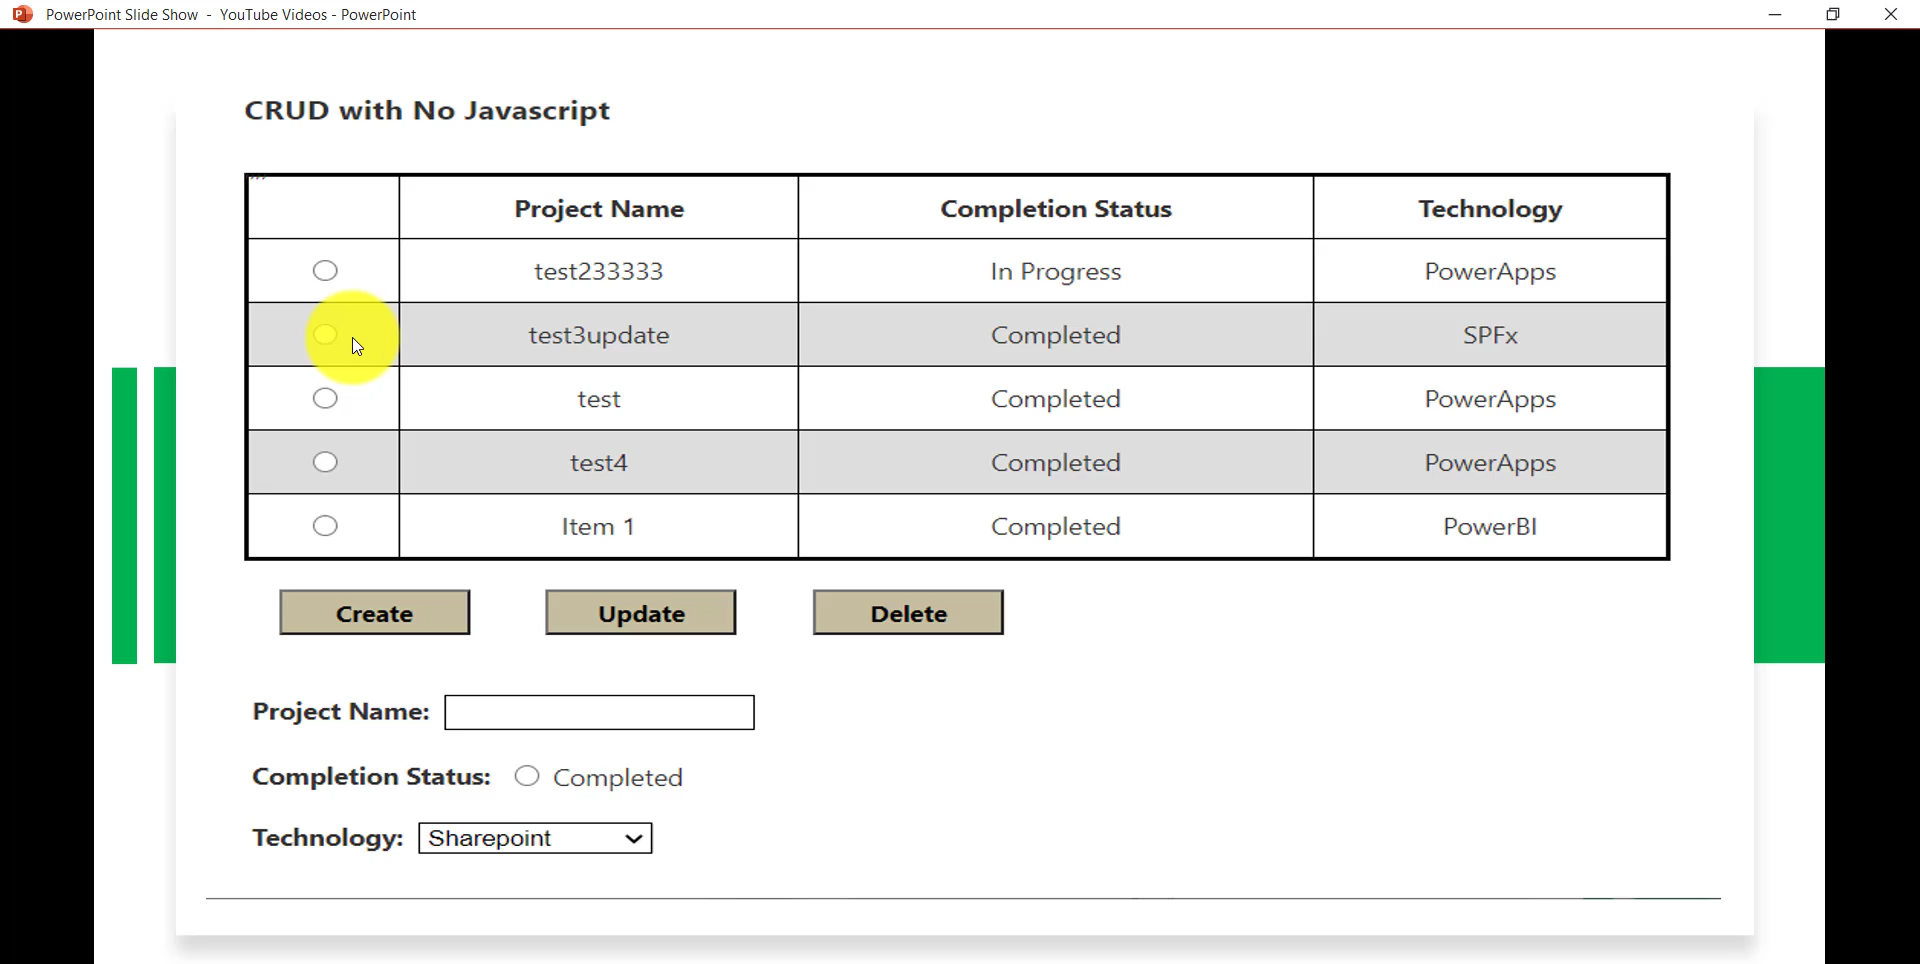 PowerPoint Slide Show - YouTube Videos - PowerPoint
CRUD with No Javascript
Project Name Completion Status Technology
test233333 In Progress PowerApps
test3update Completed SPFx
test Completed PowerApps
test4 Completed PowerApps
Item 1 Completed PowerBI
Create Update Delete
Project Name:
Completion Status: Completed
Technology: Sharepoint